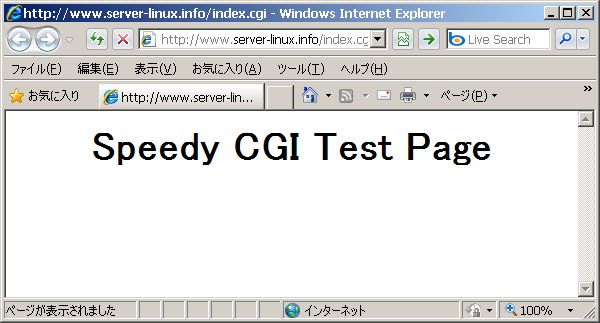 http://www.server-linux.info/index.cgi - Windows Internet Explorer
http://www.server-linux.info/index.cg Live Search
ファイル(F) 編集(E) 表示(V) お気に入り(A) ツール(T) ヘルプ(H)
お気に入り http://www.server-lin... ページ(P) »
Speedy CGI Test Page
ページが表示されました インターネット 100%